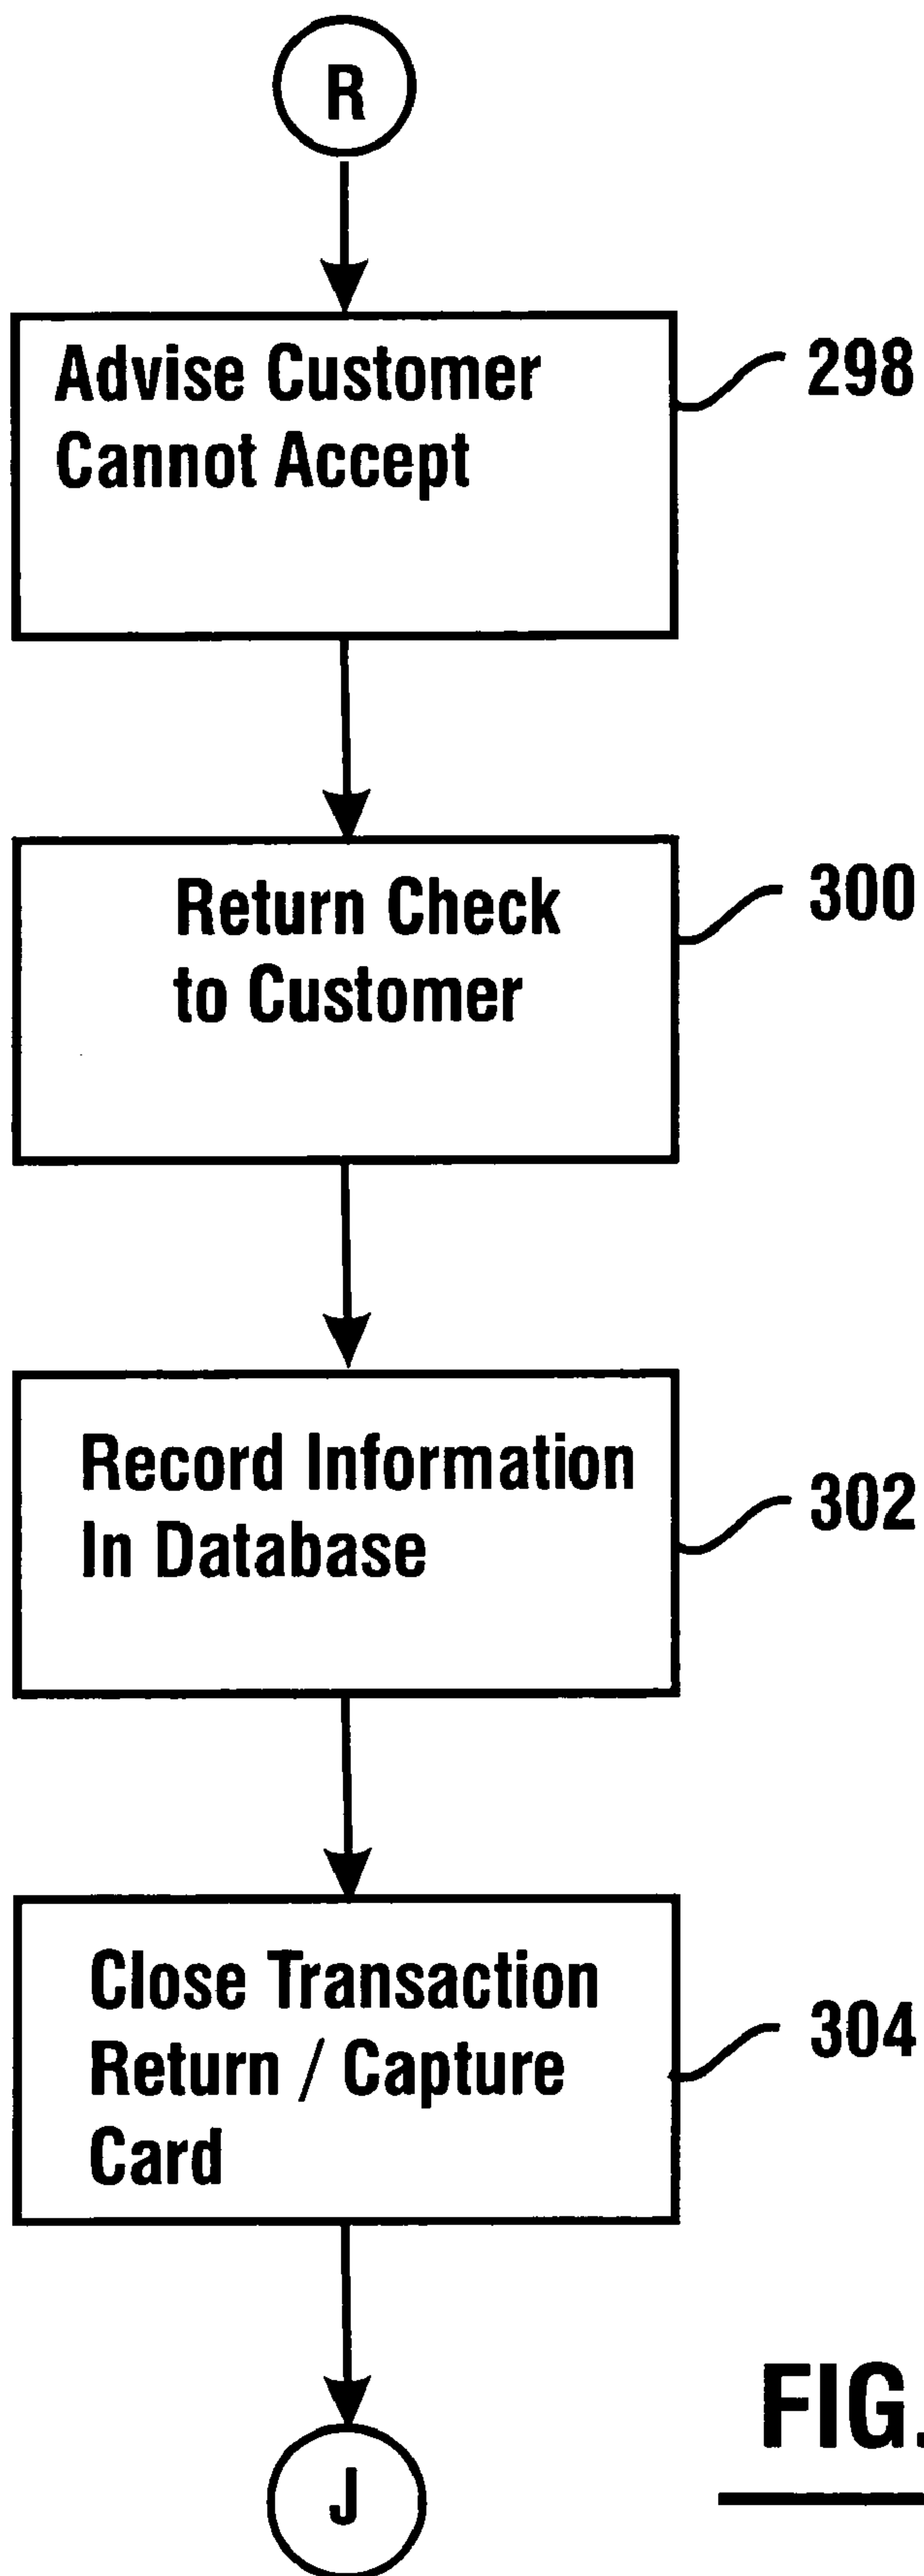 R
Advise Customer
Cannot Accept
298
Return Check
to Customer
300
Record Information
In Database
302
Close Transaction
Return / Capture
Card
304
FIG.
J